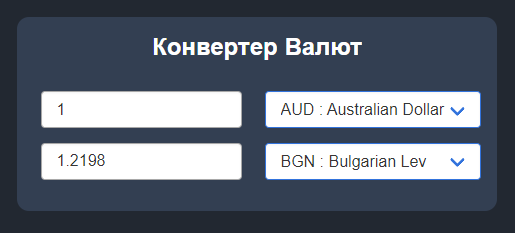 Конвертер Валют
1
AUD : Australian Dollar
1.2198
BGN : Bulgarian Lev